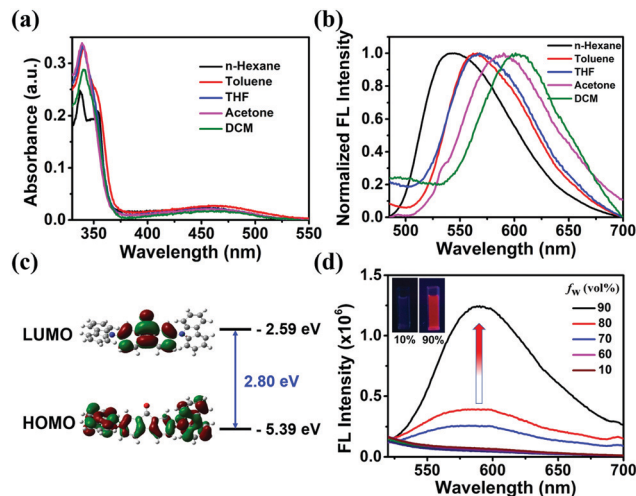 (a)
Absorbance (a.u.)
0.3
0.2
0.1
0.0
350 400 450 500 550
Wavelength (nm)
n-Hexane
Toluene
THF
Acetone
DCM
(b)
Normalized FL Intensity
1.0
0.8
0.6
0.4
0.2
0.0
500 550 600 650 700
Wavelength (nm)
n-Hexane
Toluene
THF
Acetone
DCM
(c)
LUMO
- 2.59 eV
2.80 eV
HOMO
- 5.39 eV
(d)
FL Intensity (x10⁶)
1.5
1.0
0.5
0.0
550 600 650 700
Wavelength (nm)
10% 90%
fw (vol%)
90
80
70
60
10